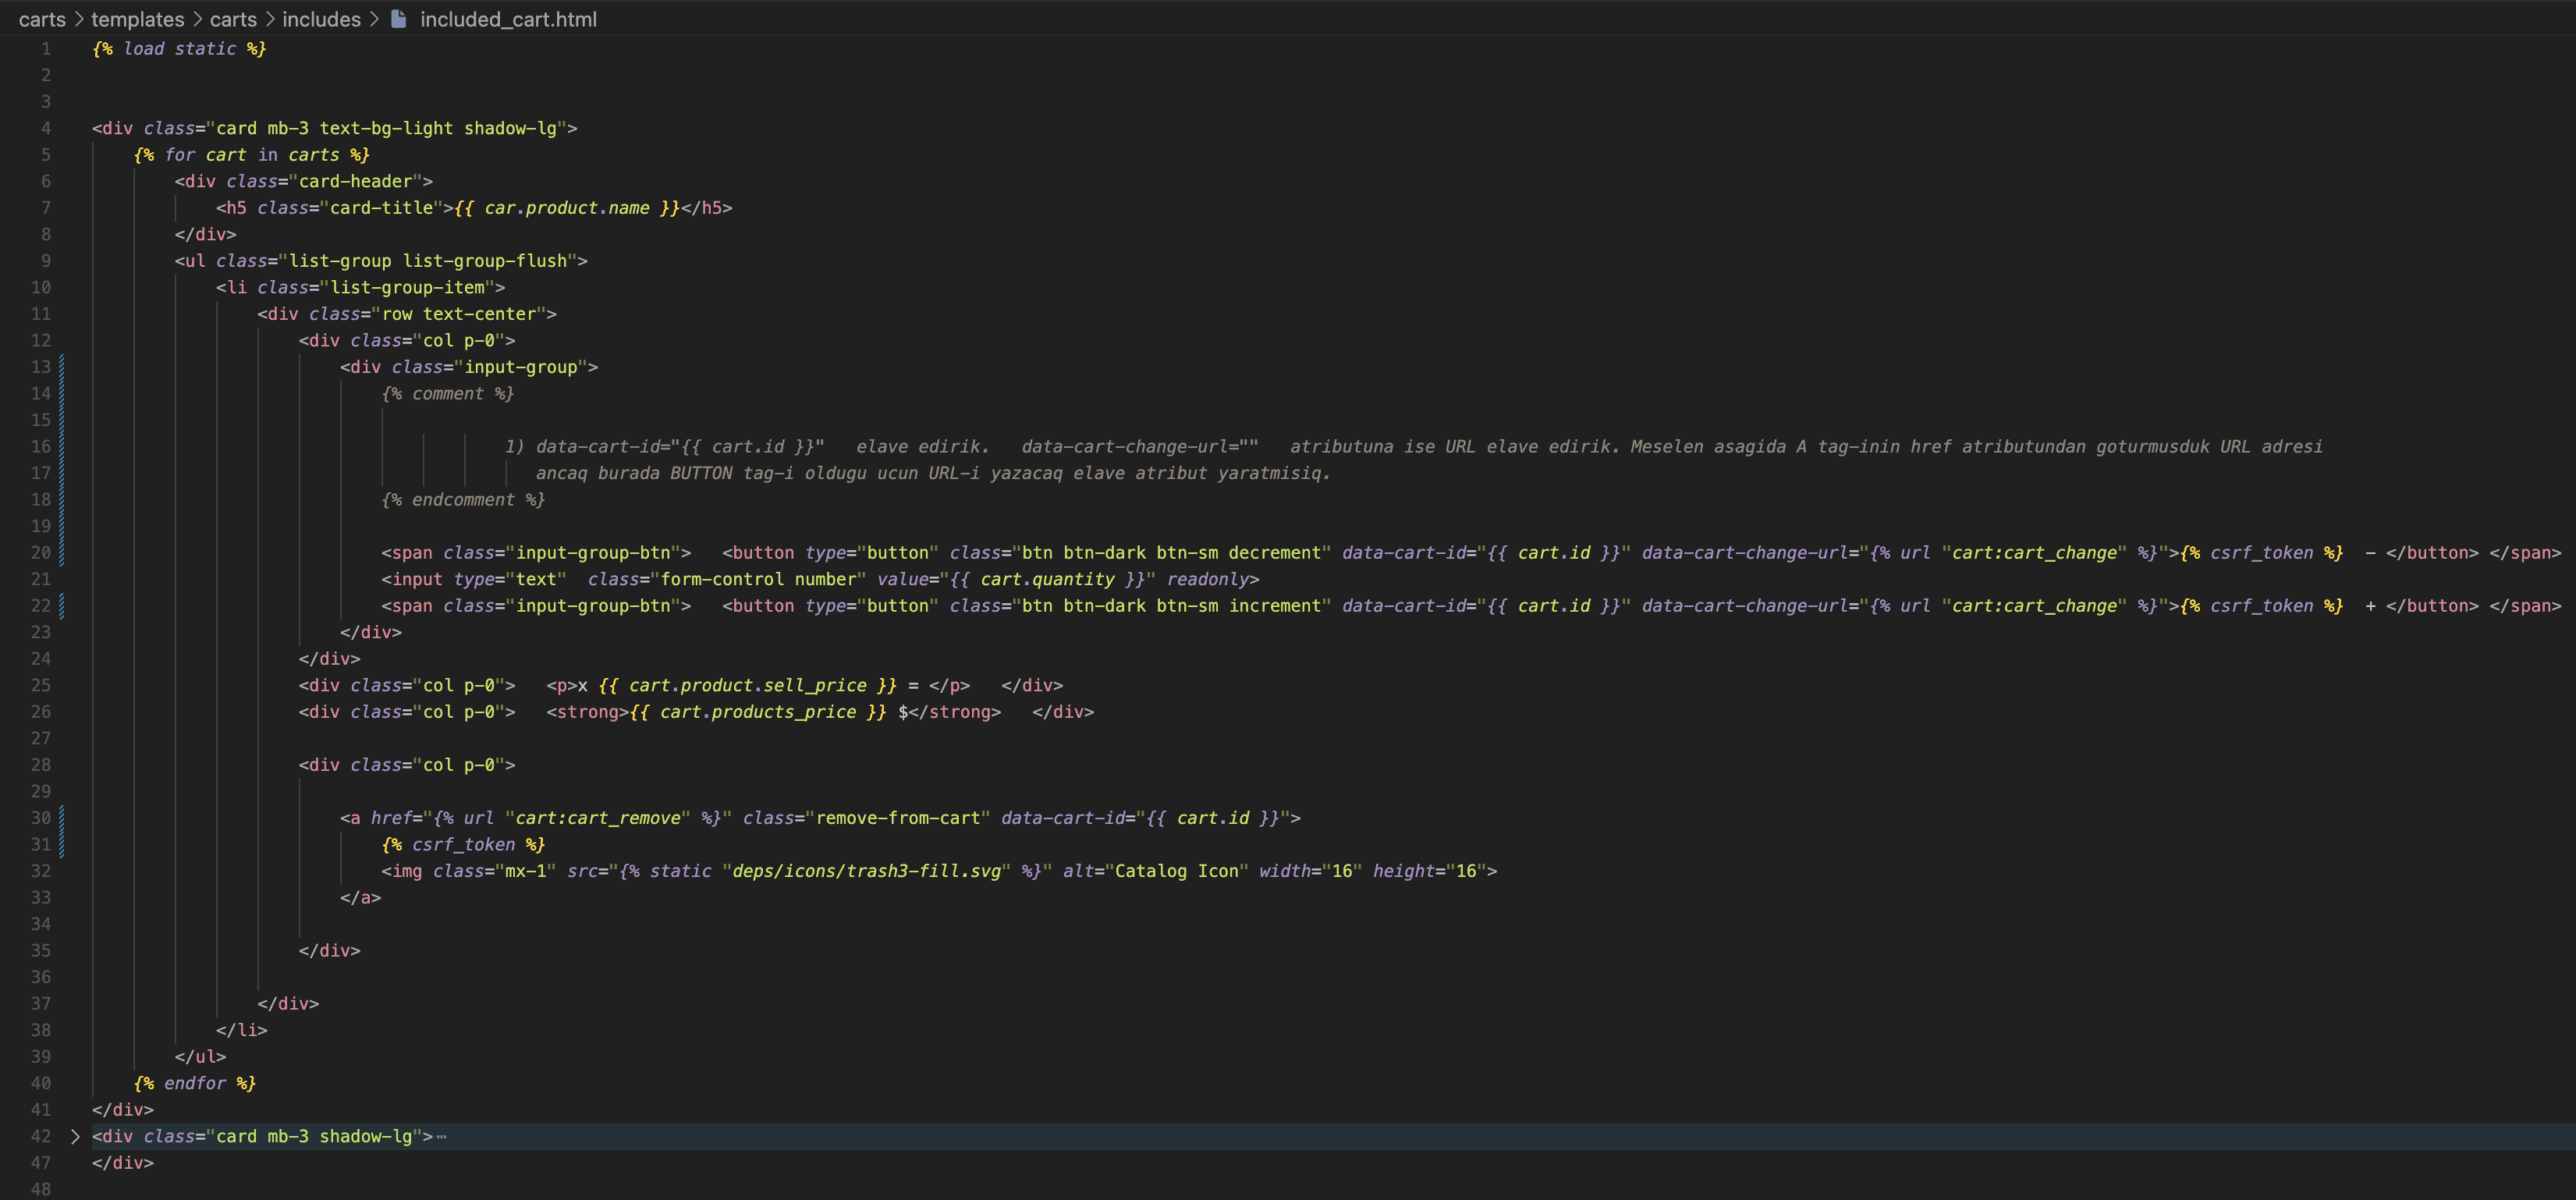 carts > templates > carts > includes > included_cart.html
1 {% load static %}
2
3
4 <div class="card mb-3 text-bg-light shadow-lg">
5 {% for cart in carts %}
6 <div class="card-header">
7 <h5 class="card-title">{{ car.product.name }}</h5>
8 </div>
9 <ul class="list-group list-group-flush">
10 <li class="list-group-item">
11 <div class="row text-center">
12 <div class="col p-0">
13 <div class="input-group">
14 {% comment %}
15
16 1) data-cart-id="{{ cart.id }}"   elave edirik.   data-cart-change-url=""   atributuna ise URL elave edirik. Meselen asagida A tag-inin href atributundan goturmusduk URL adresi
17 ancaq burada BUTTON tag-i oldugu ucun URL-i yazacaq elave atribut yaratmisiq.
18 {% endcomment %}
19
20 <span class="input-group-btn">   <button type="button" class="btn btn-dark btn-sm decrement" data-cart-id="{{ cart.id }}" data-cart-change-url="{% url "cart:cart_change" %}">{% csrf_token %}  - </button> </span>
21 <input type="text"  class="form-control number" value="{{ cart.quantity }}" readonly>
22 <span class="input-group-btn">   <button type="button" class="btn btn-dark btn-sm increment" data-cart-id="{{ cart.id }}" data-cart-change-url="{% url "cart:cart_change" %}">{% csrf_token %}  + </button> </span>
23 </div>
24 </div>
25 <div class="col p-0">   <p>x {{ cart.product.sell_price }} = </p>   </div>
26 <div class="col p-0">   <strong>{{ cart.products_price }} $</strong>   </div>
27
28 <div class="col p-0">
29
30 <a href="{% url "cart:cart_remove" %}" class="remove-from-cart" data-cart-id="{{ cart.id }}">
31 {% csrf_token %}
32 <img class="mx-1" src="{% static "deps/icons/trash3-fill.svg" %}" alt="Catalog Icon" width="16" height="16">
33 </a>
34
35 </div>
36
37 </div>
38 </li>
39 </ul>
40 {% endfor %}
41 </div>
42 > <div class="card mb-3 shadow-lg">⋯
47 </div>
48